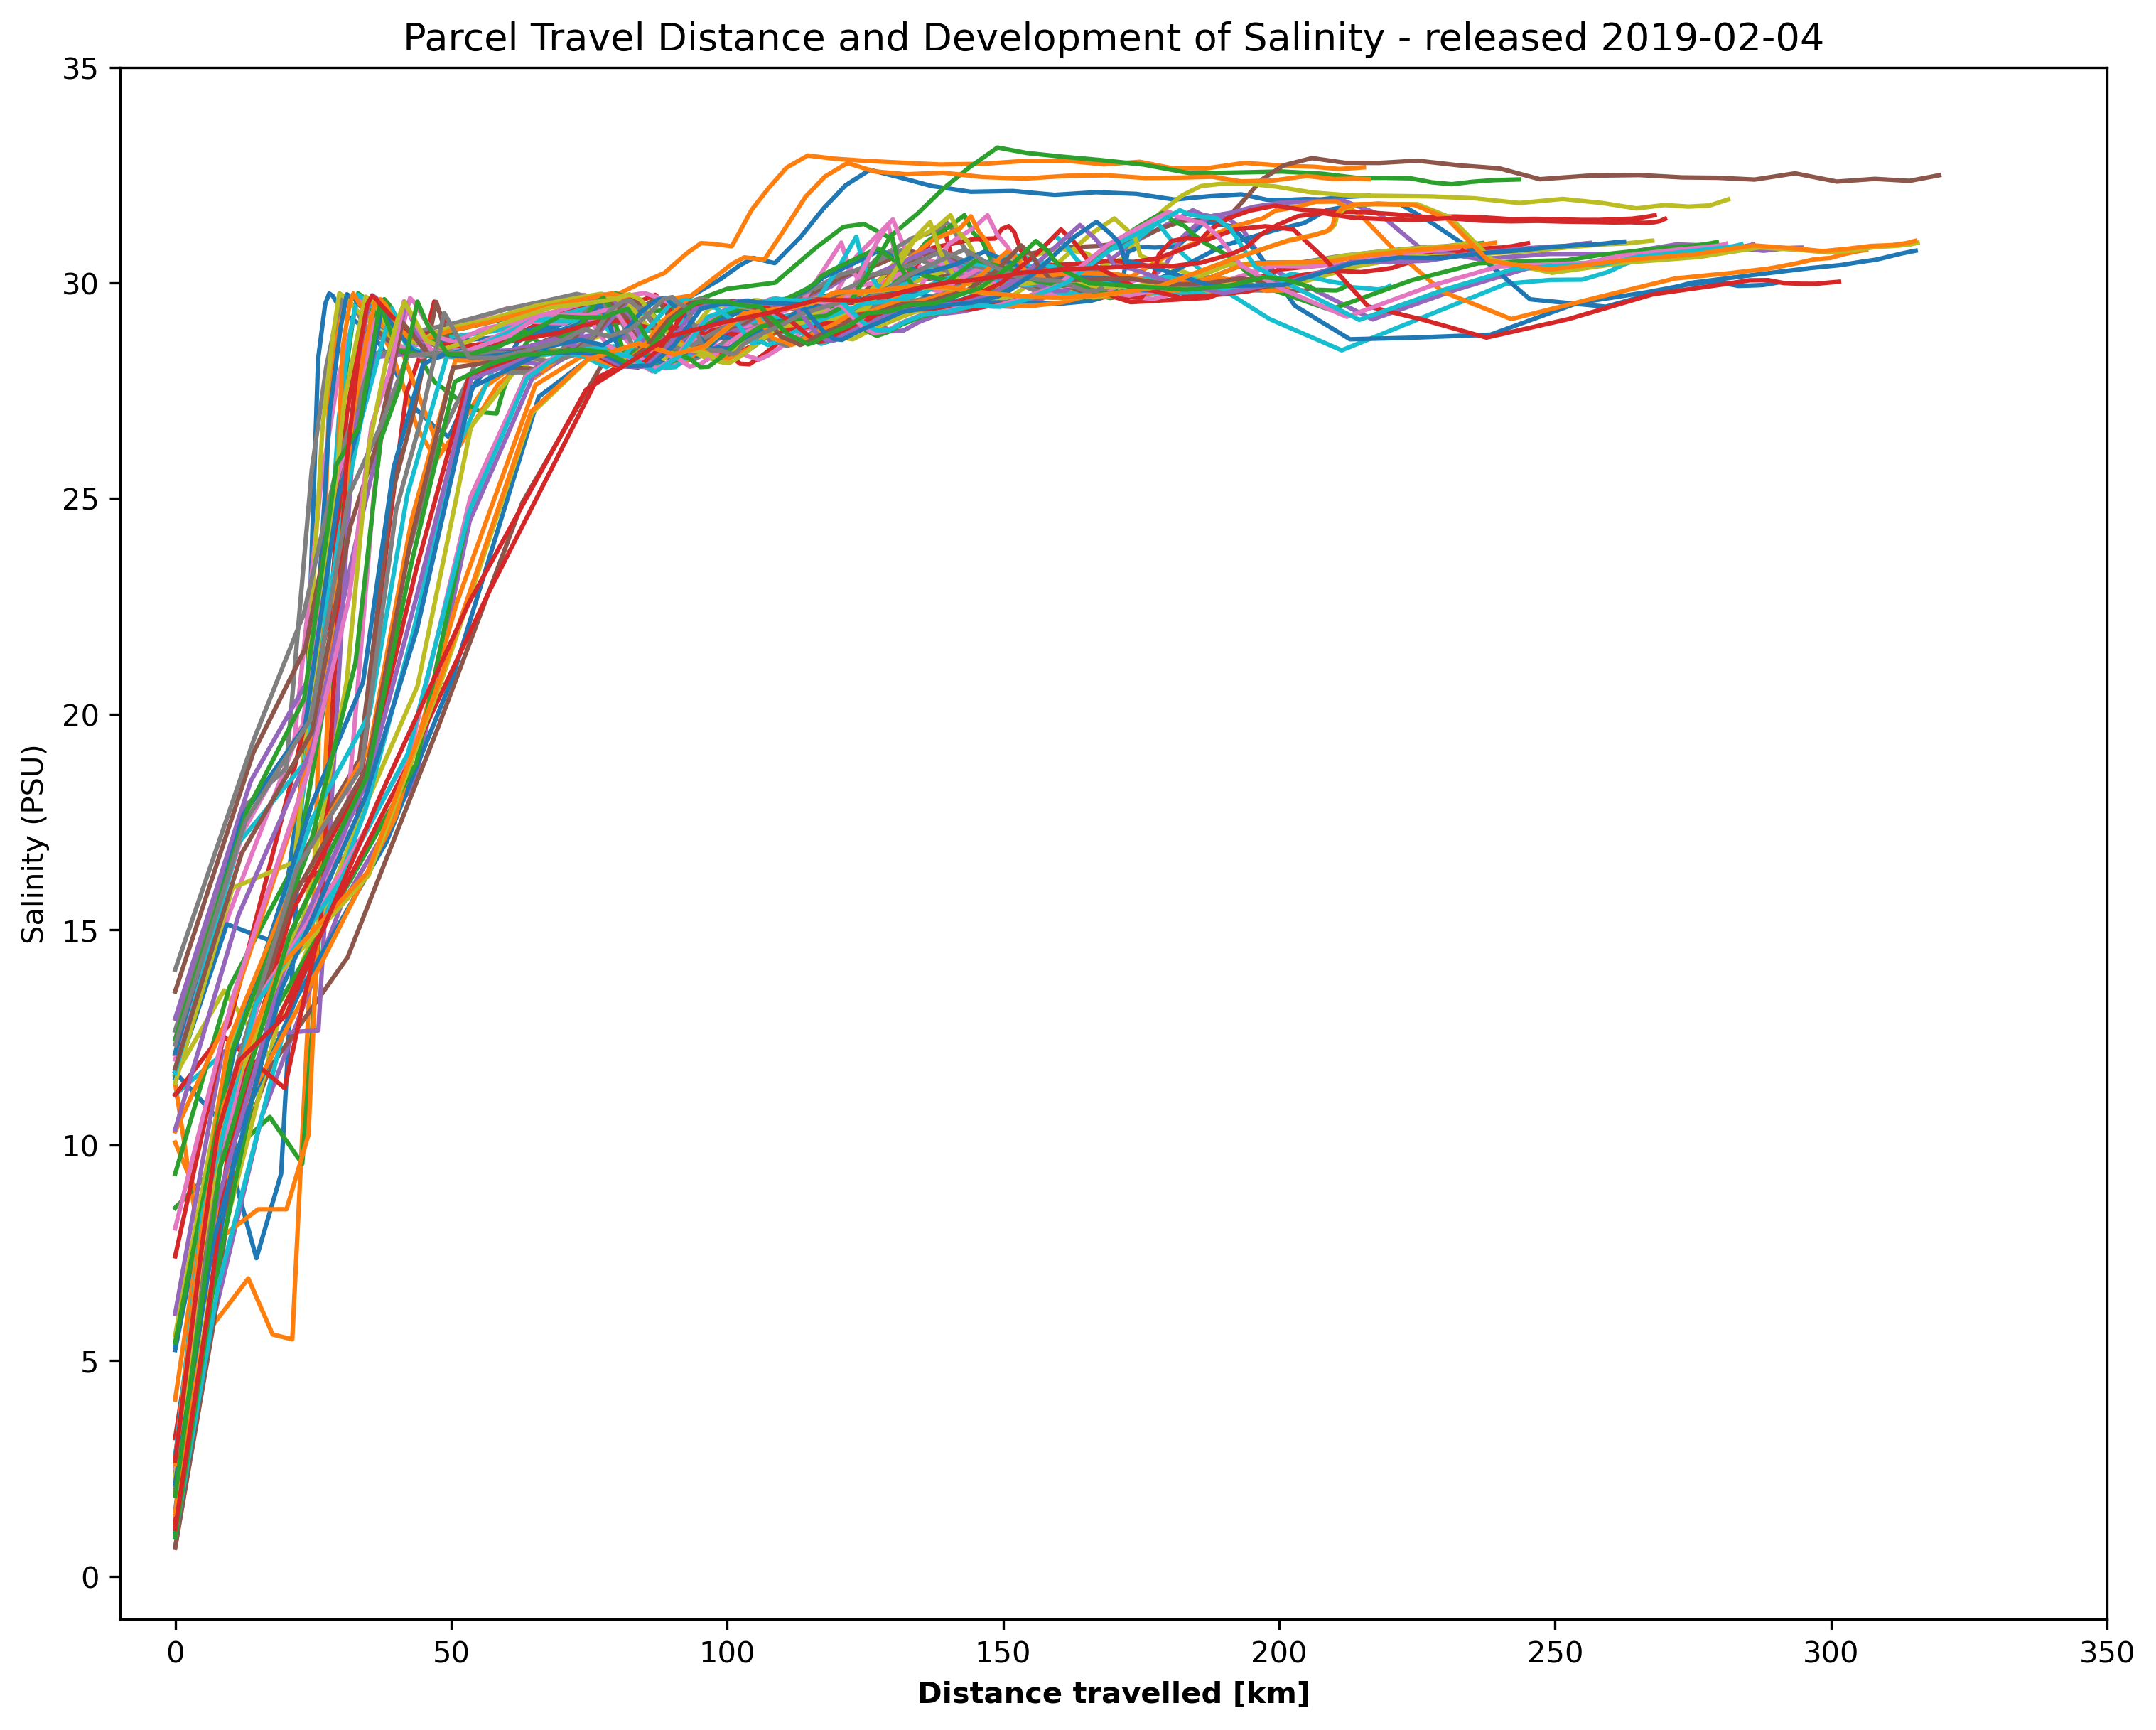 Parcel Travel Distance and Development of Salinity - released 2019-02-04
35
30
25
20
15
10
5
0
Salinity (PSU)
0 50 100 150 200 250 300 350
Distance travelled [km]